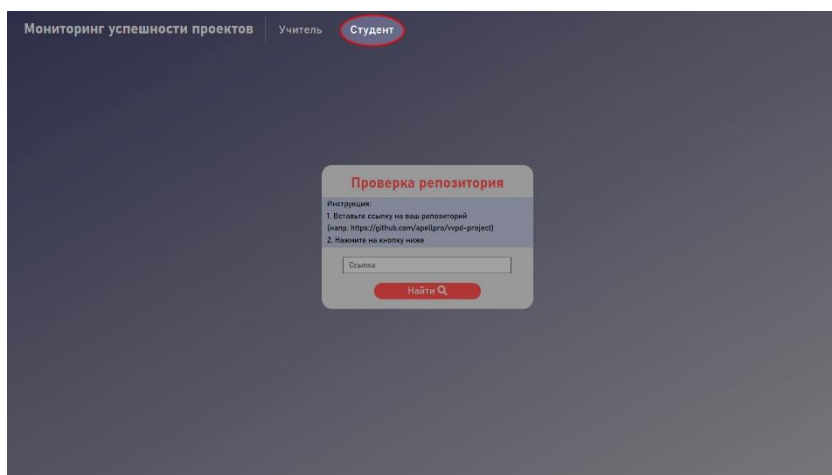 Мониторинг успешности проектов
Учитель
Студент
Проверка репозитория
Инструкция:
1. Вставьте ссылку на ваш репозиторий
(напр. https://github.com/apellpro/vvpd-project)
2. Нажмите на кнопку ниже
Ссылка
Найти